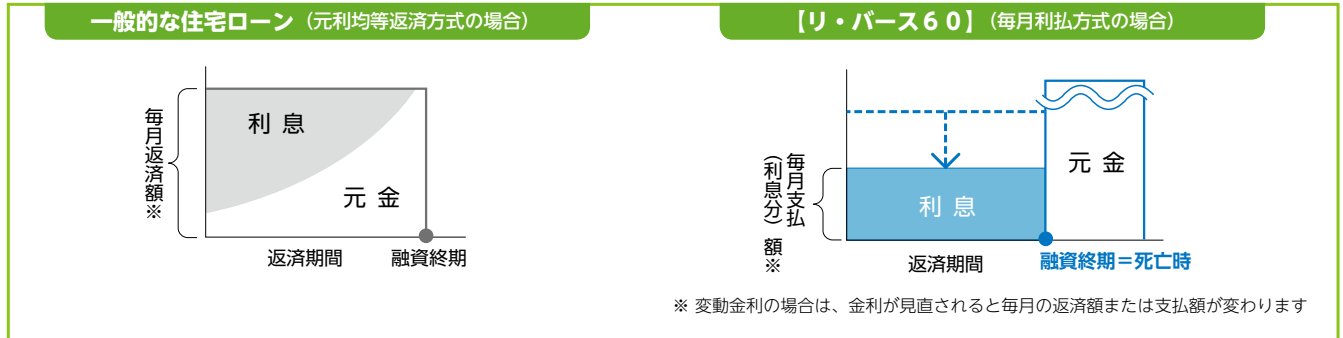 一般的な住宅ローン（元利均等返済方式の場合）
毎月返済額※
利息
元金
返済期間
融資終期
【リ・バース６０】（毎月利払方式の場合）
毎月支払額※
（利息分）
利息
元金
返済期間
融資終期＝死亡時
※ 変動金利の場合は、金利が見直されると毎月の返済額または支払額が変わります